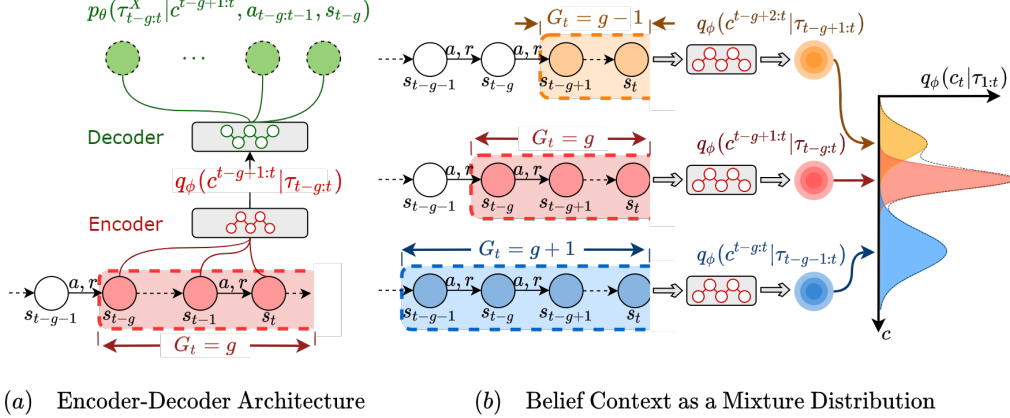 p_θ(τ^X_{t-g:t}|c^{t-g+1:t}, a_{t-g:t-1}, s_{t-g})
...
Decoder
q_ϕ(c^{t-g+1:t}|τ_{t-g:t})
Encoder
a, r
a, r
s_{t-g-1}
s_{t-g}
s_{t-1}
s_t
G_t = g
(a) Encoder-Decoder Architecture
G_t = g-1
q_ϕ(c^{t-g+2:t}|τ_{t-g+1:t})
a, r
a, r
s_{t-g-1}
s_{t-g}
s_{t-g+1}
s_t
G_t = g
q_ϕ(c^{t-g+1:t}|τ_{t-g:t})
a, r
a, r
s_{t-g-1}
s_{t-g}
s_{t-g+1}
s_t
G_t = g+1
q_ϕ(c^{t-g:t}|τ_{t-g-1:t})
a, r
a, r
s_{t-g-1}
s_{t-g}
s_{t-g+1}
s_t
q_ϕ(c_t|τ_{1:t})
c
(b) Belief Context as a Mixture Distribution